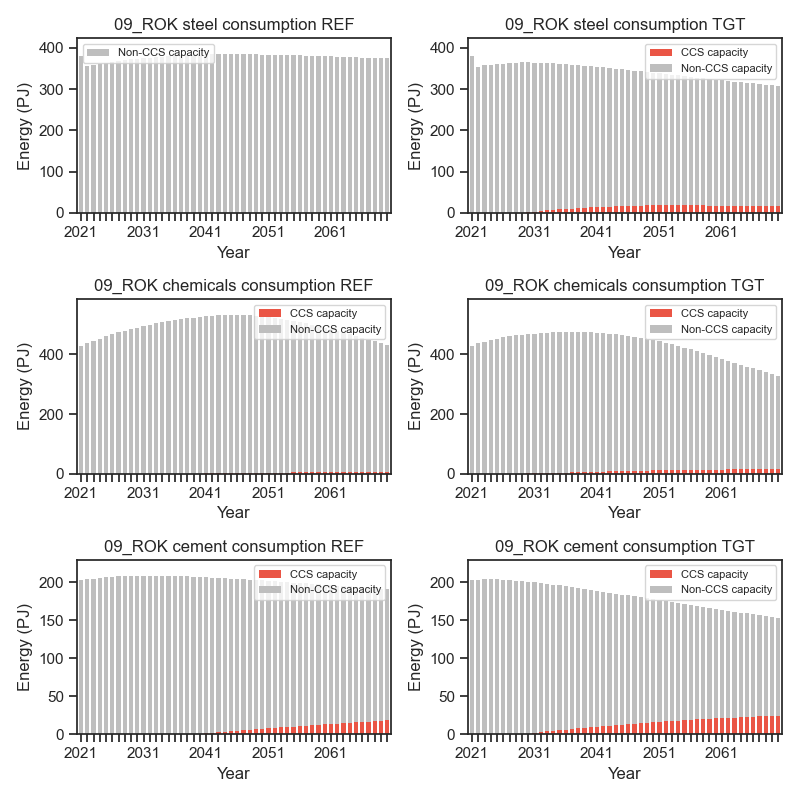 09_ROK steel consumption REF
Energy (PJ)
400
300
200
100
0
Non-CCS capacity
2021 2031 2041 2051 2061
Year
09_ROK steel consumption TGT
Energy (PJ)
400
300
200
100
0
CCS capacity
Non-CCS capacity
2021 2031 2041 2051 2061
Year
09_ROK chemicals consumption REF
Energy (PJ)
400
200
0
CCS capacity
Non-CCS capacity
2021 2031 2041 2051 2061
Year
09_ROK chemicals consumption TGT
Energy (PJ)
400
200
0
CCS capacity
Non-CCS capacity
2021 2031 2041 2051 2061
Year
09_ROK cement consumption REF
Energy (PJ)
200
150
100
50
0
CCS capacity
Non-CCS capacity
2021 2031 2041 2051 2061
Year
09_ROK cement consumption TGT
Energy (PJ)
200
150
100
50
0
CCS capacity
Non-CCS capacity
2021 2031 2041 2051 2061
Year